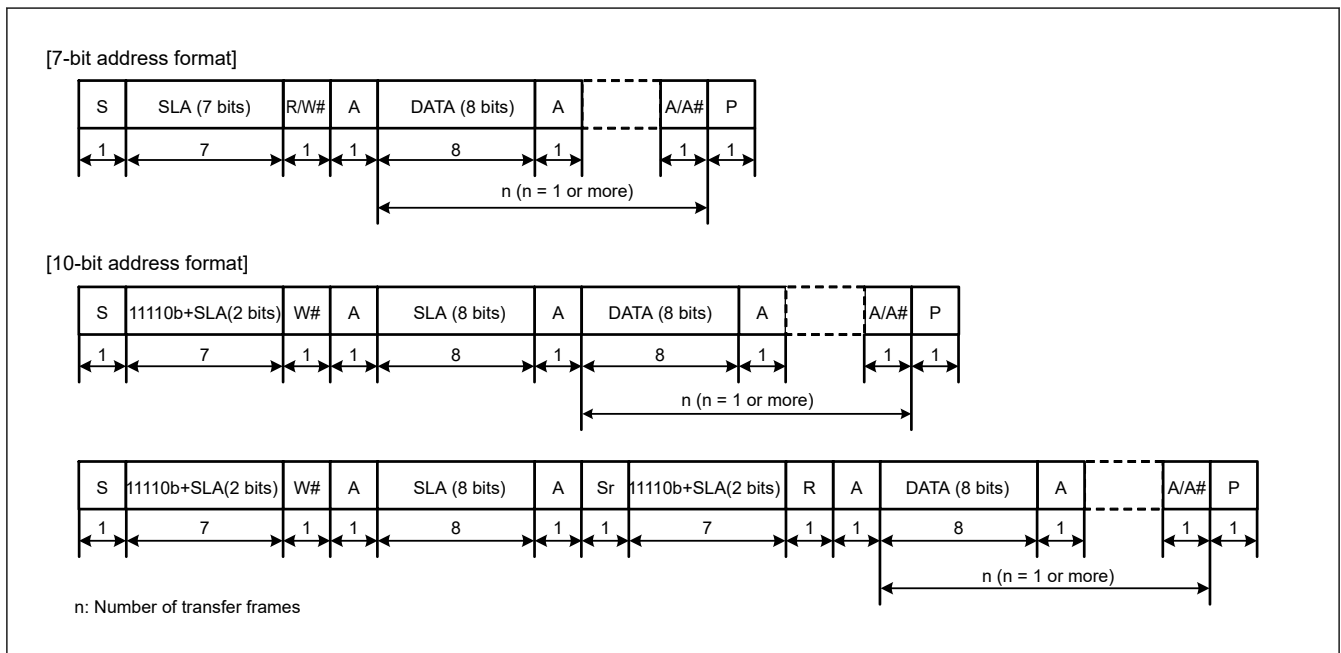 [7-bit address format]
S SLA (7 bits) R/W# A DATA (8 bits) A A/A# P
1 7 1 1 8 1 1 1
n (n = 1 or more)
[10-bit address format]
S 11110b+SLA(2 bits) W# A SLA (8 bits) A DATA (8 bits) A A/A# P
1 7 1 1 8 1 8 1 1 1
n (n = 1 or more)
S 11110b+SLA(2 bits) W# A SLA (8 bits) A Sr 11110b+SLA(2 bits) R A DATA (8 bits) A A/A# P
1 7 1 1 8 1 1 7 1 1 8 1 1 1
n (n = 1 or more)
n: Number of transfer frames